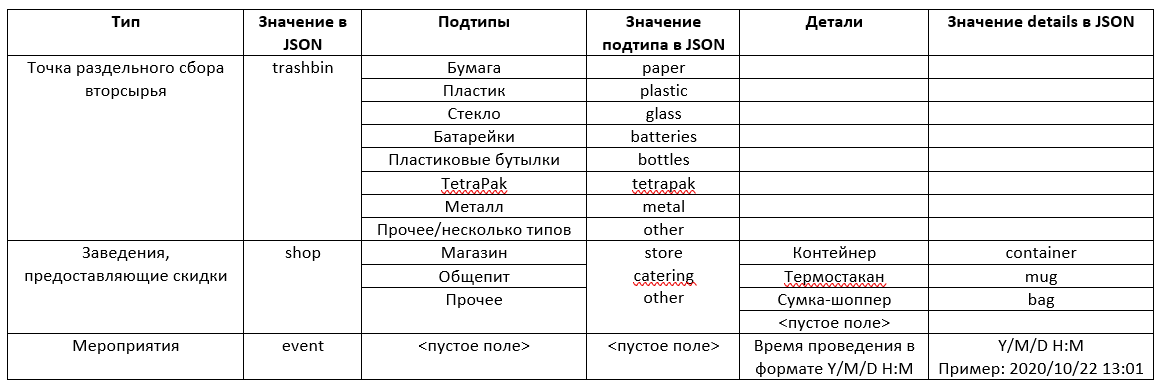 Тип Значение в JSON Подтипы Значение подтипа в JSON Детали Значение details в JSON
Точка раздельного сбора вторсырья trashbin Бумага paper
Пластик plastic
Стекло glass
Батарейки batteries
Пластиковые бутылки bottles
TetraPak tetrapak
Металл metal
Прочее/несколько типов other
Заведения, предоставляющие скидки shop Магазин store Контейнер container
Общепит catering Термостакан mug
Прочее other Сумка-шоппер bag
<пустое поле>
Мероприятия event <пустое поле> <пустое поле> Время проведения в формате Y/M/D H:M Y/M/D H:M
Пример: 2020/10/22 13:01